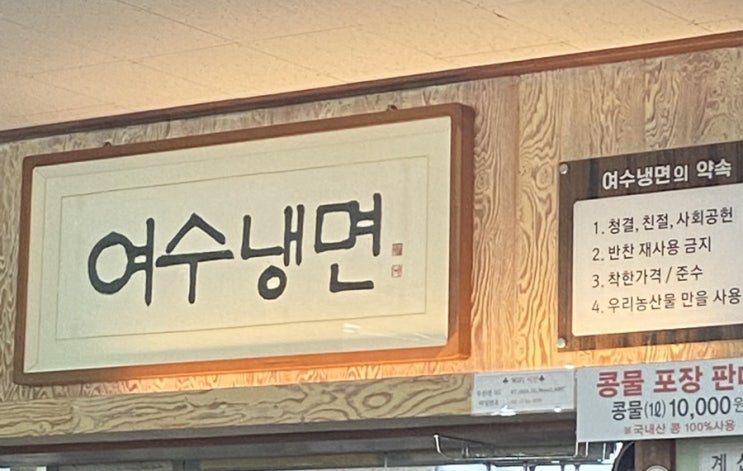 여수냉면
여수냉면의 약속
1. 청결, 친절, 사회공헌
2. 반찬 재사용 금지
3. 착한가격 / 준수
4. 우리농산물 만을 사용
콩물 포장 판매
콩물(1ℓ) 10,000원
※국내산 콩 100%사용